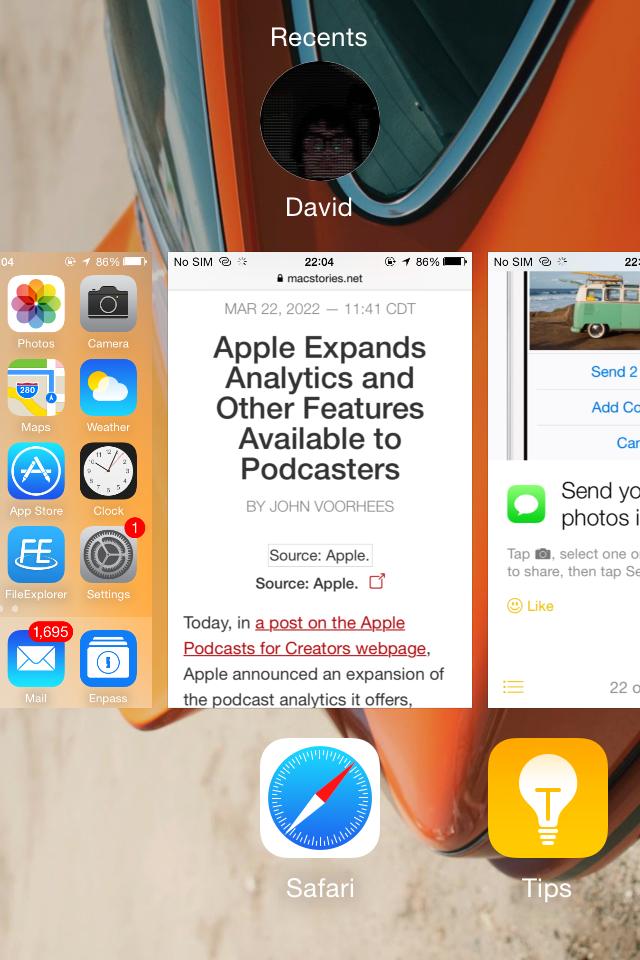 Recents
David
04
86%
Photos
Camera
280
Maps
Weather
App Store
Clock
FE
FileExplorer
1
Settings
1,695
Mail
Enpass
No SIM
22:04
86%
macstories.net
MAR 22, 2022 — 11:41 CDT
Apple Expands
Analytics and
Other Features
Available to
Podcasters
BY JOHN VOORHEES
Source: Apple.
Source: Apple.
Today, in a post on the Apple
Podcasts for Creators webpage,
Apple announced an expansion of
the podcast analytics it offers,
No SIM
22:
Send 2
Add Co
Can
Send yo
photos i
Tap , select one o
to share, then tap Se
Like
22 o
Safari
Tips